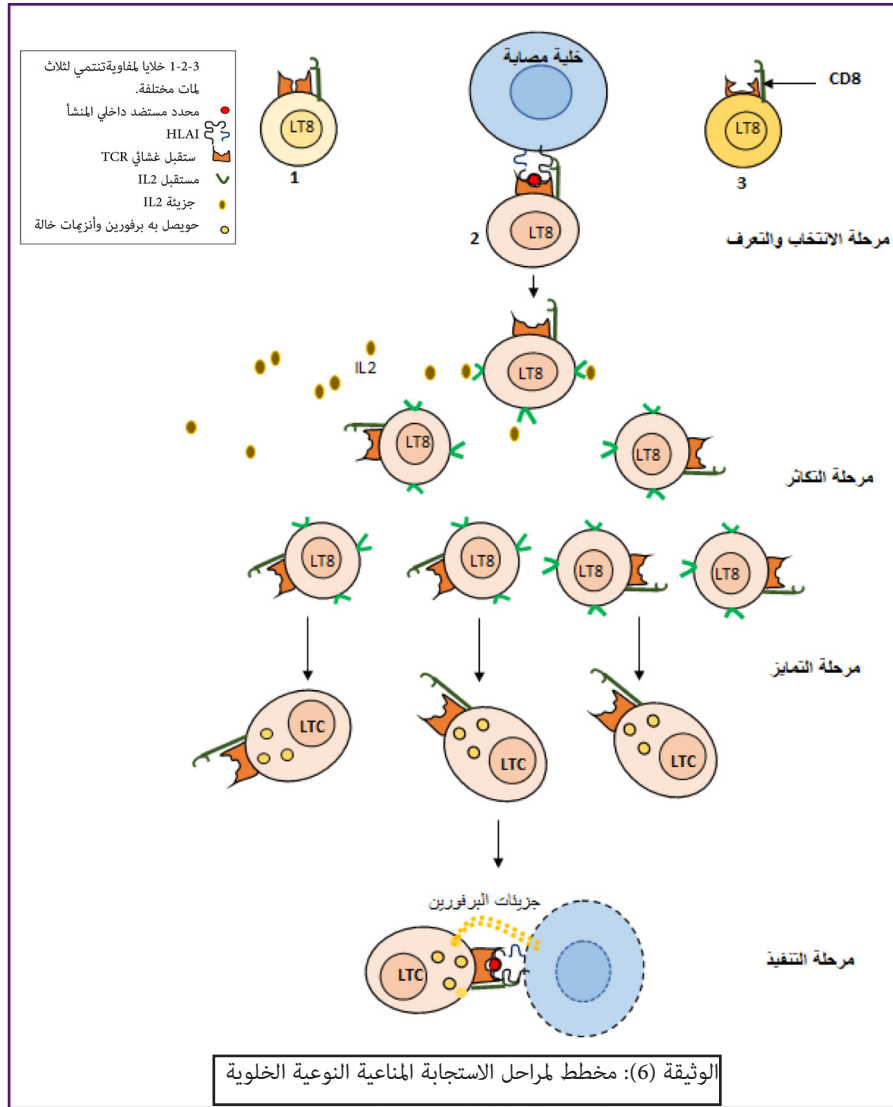 1-2-3 خلايا لمفاوية تنتمي لثلاث
لمات مختلفة.
محدد مستضد داخلي المنشأ
HLAI
ستقبل غشائي TCR
مستقبل IL2
جزيئة IL2
حويصل به برفورين وأنزيمات حالة
LT8
1
خلية مصابة
CD8
LT8
3
2
LT8
مرحلة الانتخاب والتعرف
IL2
LT8
LT8
LT8
مرحلة التكاثر
LT8
LT8
LT8
LT8
مرحلة التمايز
LTC
LTC
LTC
جزيئات البرفورين
LTC
مرحلة التنفيذ
الوثيقة (6): مخطط لمراحل الاستجابة المناعية النوعية الخلوية